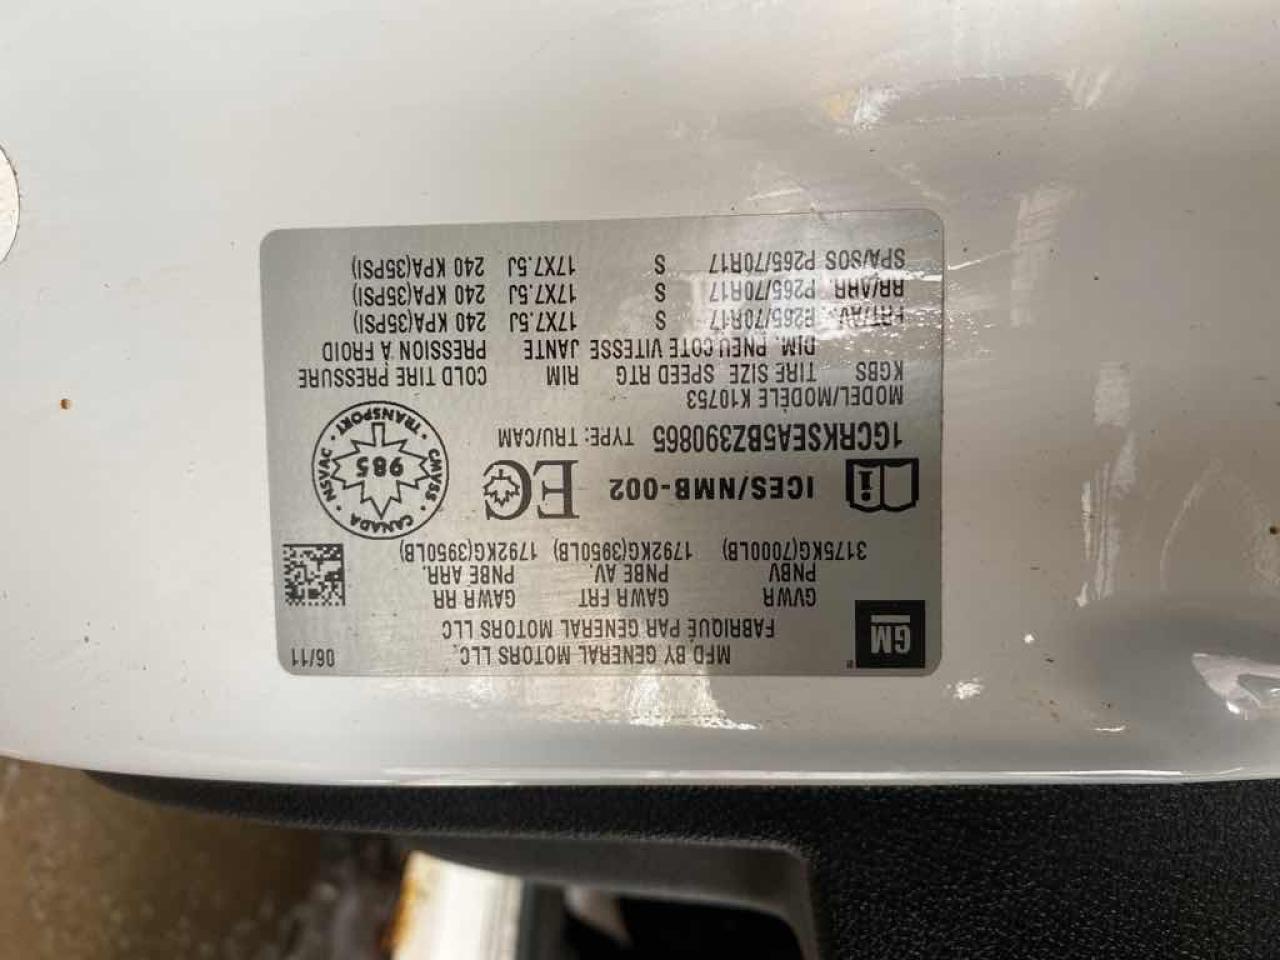 GM
MFD BY GENERAL MOTORS LLC.
06/11
FABRIQUÉ PAR GENERAL MOTORS LLC
GVWR GAWR FRT GAWR RR
PNBV PNBE AV. PNBE ARR.
3175KG(7000LB) 1792KG(3950LB) 1792KG(3950LB)
i ICES/NMB-002 EC
CANADA · CMVSS · TRANSPORT · NSVAC ·
985
1GCRKSEA5BZ390865 TYPE: TRU/CAM
MODEL/MODÈLE K10753
KGBS TIRE SIZE SPEED RTG RIM COLD TIRE PRESSURE
DIM. PNEU COTE VITESSE JANTE PRESSION À FROID
FRT/AV. P265/70R17 S 17X7.5J 240 KPA(35PSI)
RR/ARR. P265/70R17 S 17X7.5J 240 KPA(35PSI)
SPA/SOS P265/70R17 S 17X7.5J 240 KPA(35PSI)